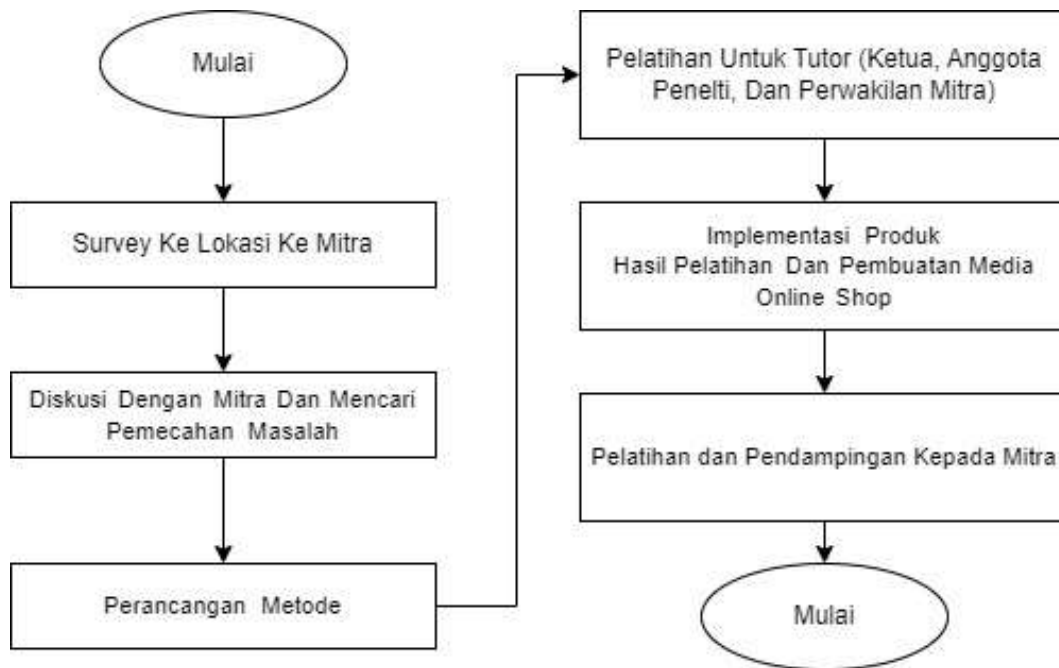 Mulai
Survey Ke Lokasi Ke Mitra
Diskusi Dengan Mitra Dan Mencari
Pemecahan Masalah
Perancangan Metode
Pelatihan Untuk Tutor (Ketua, Anggota
Penelti, Dan Perwakilan Mitra)
Implementasi Produk
Hasil Pelatihan Dan Pembuatan Media
Online Shop
Pelatihan dan Pendampingan Kepada Mitra
Mulai